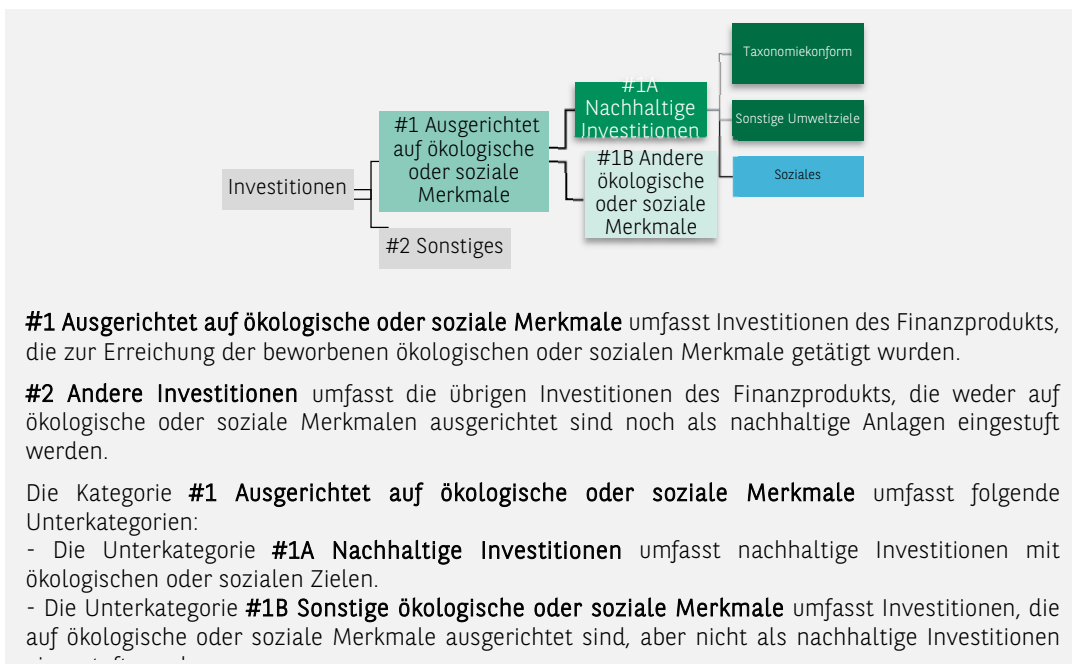 Taxonomiekonform
#1A
Nachhaltige
Investitionen
Sonstige Umweltziele
#1 Ausgerichtet
auf ökologische
oder soziale
Merkmale
#1B Andere
ökologische
oder soziale
Merkmale
Soziales
Investitionen
#2 Sonstiges
#1 Ausgerichtet auf ökologische oder soziale Merkmale umfasst Investitionen des Finanzprodukts,
die zur Erreichung der beworbenen ökologischen oder sozialen Merkmale getätigt wurden.
#2 Andere Investitionen umfasst die übrigen Investitionen des Finanzprodukts, die weder auf
ökologische oder soziale Merkmalen ausgerichtet sind noch als nachhaltige Anlagen eingestuft
werden.
Die Kategorie #1 Ausgerichtet auf ökologische oder soziale Merkmale umfasst folgende
Unterkategorien:
- Die Unterkategorie #1A Nachhaltige Investitionen umfasst nachhaltige Investitionen mit
ökologischen oder sozialen Zielen.
- Die Unterkategorie #1B Sonstige ökologische oder soziale Merkmale umfasst Investitionen, die
auf ökologische oder soziale Merkmale ausgerichtet sind, aber nicht als nachhaltige Investitionen